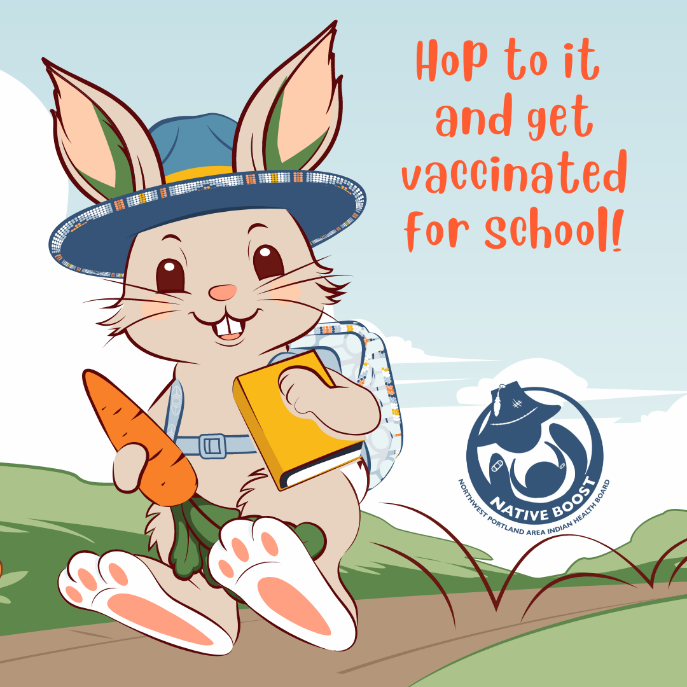 Hop to it
and get
vaccinated
for school!
NATIVE BOOST
NORTHWEST PORTLAND AREA INDIAN HEALTH BOARD